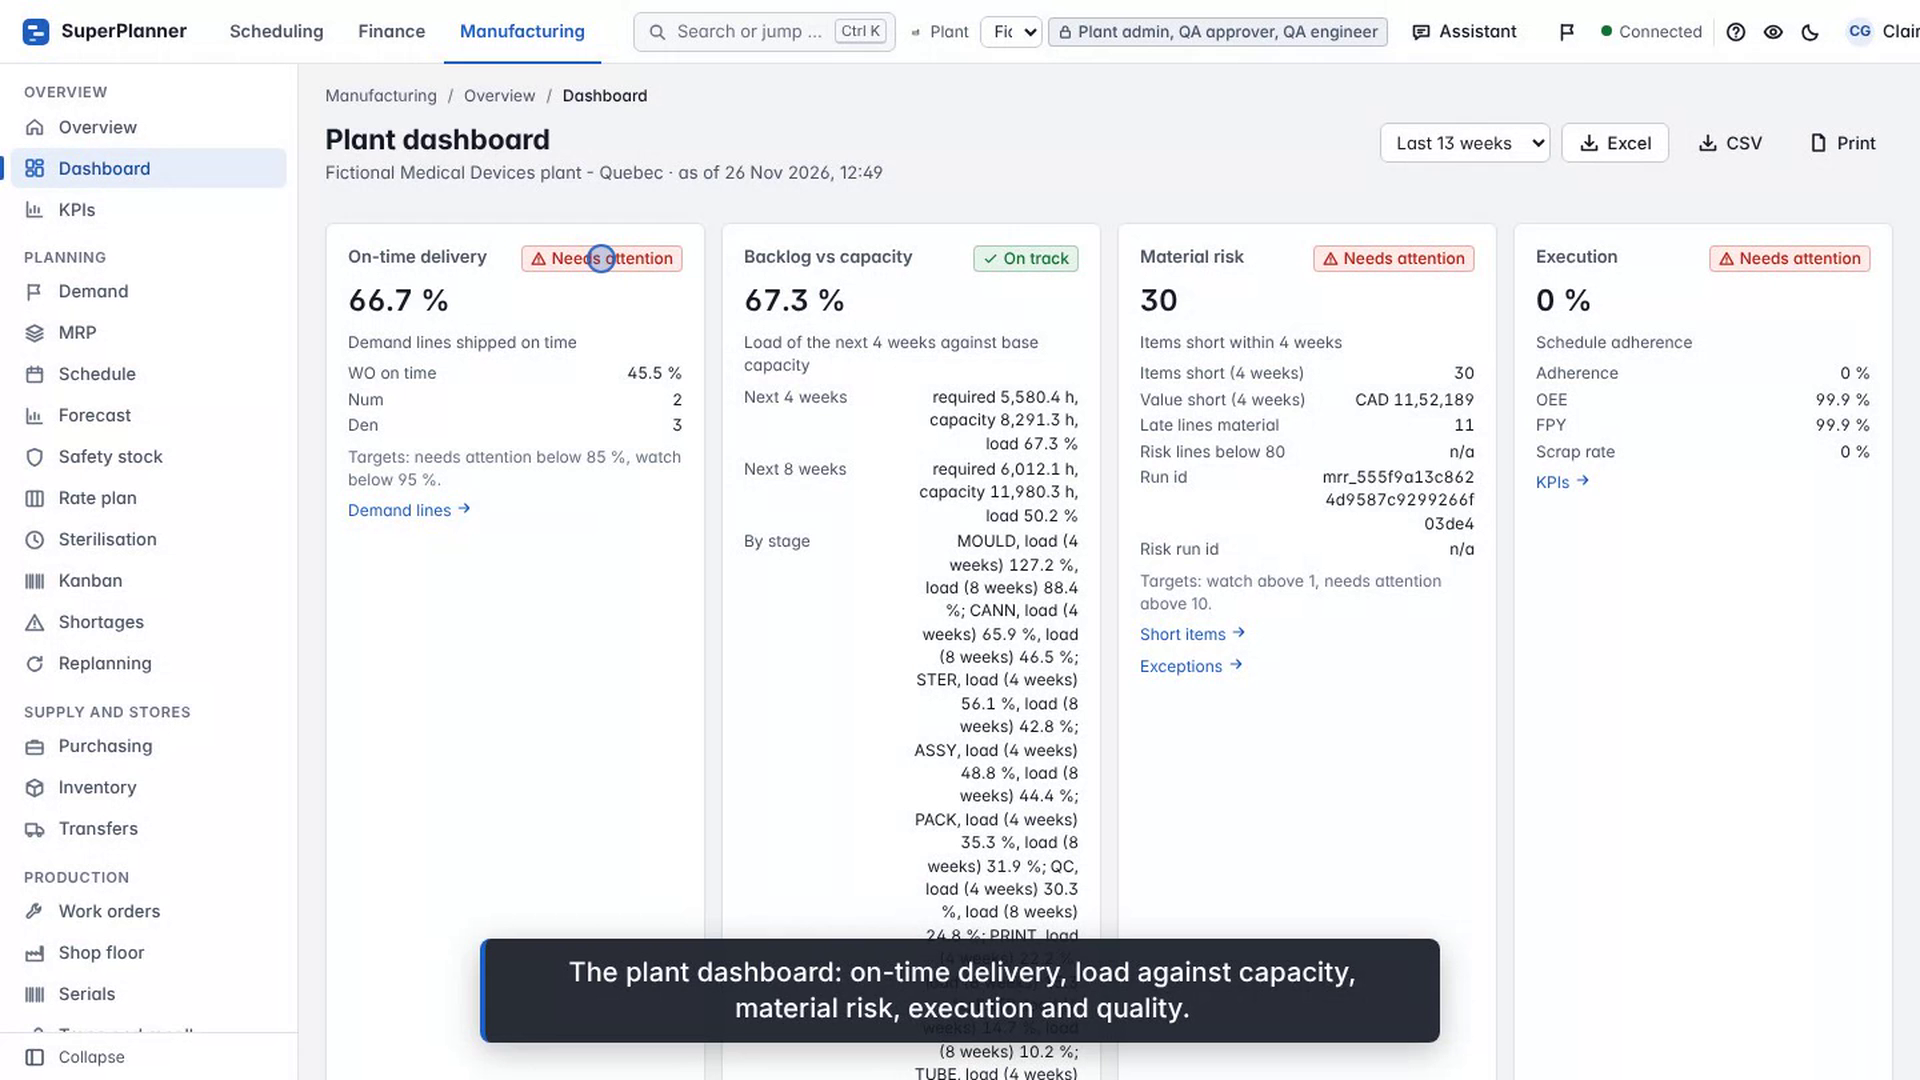 SuperPlanner
Scheduling
Finance
Manufacturing
Search or jump ...
Ctrl K
Plant
Fic
Plant admin, QA approver, QA engineer
Assistant
Connected
CG
Clair
OVERVIEW
Overview
Dashboard
KPIs
PLANNING
Demand
MRP
Schedule
Forecast
Safety stock
Rate plan
Sterilisation
Kanban
Shortages
Replanning
SUPPLY AND STORES
Purchasing
Inventory
Transfers
PRODUCTION
Work orders
Shop floor
Serials
Collapse
Manufacturing / Overview / Dashboard
Plant dashboard
Fictional Medical Devices plant - Quebec · as of 26 Nov 2026, 12:49
Last 13 weeks
Excel
CSV
Print
On-time delivery
Needs attention
66.7 %
Demand lines shipped on time
WO on time 45.5 %
Num 2
Den 3
Targets: needs attention below 85 %, watch
below 95 %.
Demand lines →
Backlog vs capacity
On track
67.3 %
Load of the next 4 weeks against base
capacity
Next 4 weeks required 5,580.4 h,
capacity 8,291.3 h,
load 67.3 %
Next 8 weeks required 6,012.1 h,
capacity 11,980.3 h,
load 50.2 %
By stage MOULD, load (4
weeks) 127.2 %,
load (8 weeks) 88.4
%; CANN, load (4
weeks) 65.9 %, load
(8 weeks) 46.5 %;
STER, load (4 weeks)
56.1 %, load (8
weeks) 42.8 %;
ASSY, load (4 weeks)
48.8 %, load (8
weeks) 44.4 %;
PACK, load (4 weeks)
35.3 %, load (8
weeks) 31.9 %; QC,
load (4 weeks) 30.3
%, load (8 weeks)
24.8 %; PRINT, load
(8 weeks) 10.2 %;
TUBE, load (4 weeks)
Material risk
Needs attention
30
Items short within 4 weeks
Items short (4 weeks) 30
Value short (4 weeks) CAD 11,52,189
Late lines material 11
Risk lines below 80 n/a
Run id mrr_555f9a13c862
4d9587c9299266f
03de4
Risk run id n/a
Targets: watch above 1, needs attention
above 10.
Short items →
Exceptions →
Execution
Needs attention
0 %
Schedule adherence
Adherence 0 %
OEE 99.9 %
FPY 99.9 %
Scrap rate 0 %
KPIs →
The plant dashboard: on-time delivery, load against capacity,
material risk, execution and quality.